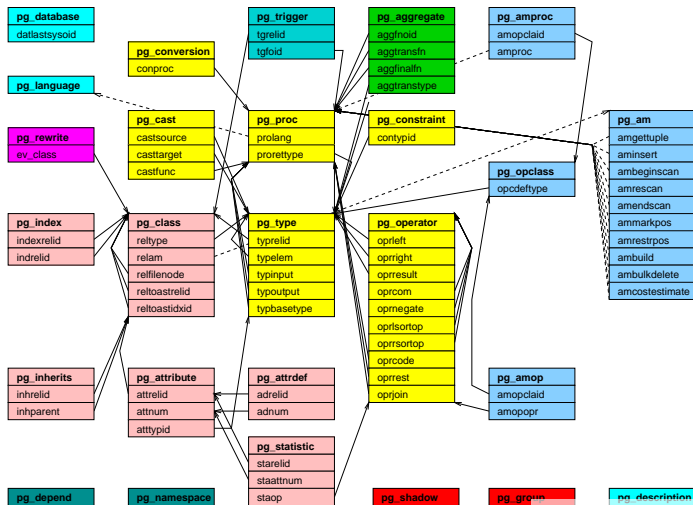 pg_database
datlastsysoid
pg_language
pg_rewrite
ev_class
pg_index
indexrelid
indrelid
pg_inherits
inhrelid
inhparent
pg_depend
pg_conversion
conproc
pg_cast
castsource
casttarget
castfunc
pg_class
reltype
relam
relfilenode
reltoastrelid
reltoastidxid
pg_attribute
attrelid
attnum
atttypid
pg_namespace
pg_trigger
tgrelid
tgfoid
pg_proc
prolang
prorettype
pg_type
typrelid
typelem
typinput
typoutput
typbasetype
pg_attrdef
adrelid
adnum
pg_statistic
starelid
staattnum
staop
pg_aggregate
aggfnoid
aggtransfn
aggfinalfn
aggtranstype
pg_constraint
contypid
pg_operator
oprleft
oprright
oprresult
oprcom
oprnegate
oprlsortop
oprrsortop
oprcode
oprrest
oprjoin
pg_shadow
pg_amproc
amopclaid
amproc
pg_opclass
opcdeftype
pg_amop
amopclaid
amopopr
pg_group
pg_am
amgettuple
aminsert
ambeginscan
amrescan
amendscan
ammarkpos
amrestrpos
ambuild
ambulkdelete
amcostestimate
pg_description